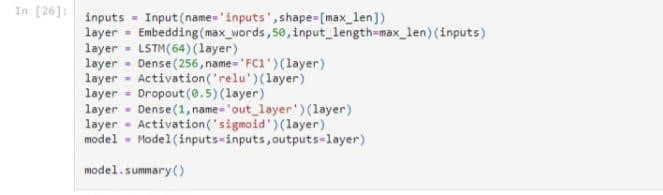 In [26]:
inputs = Input(name='inputs',shape=[max_len])
layer = Embedding(max_words,50,input_length=max_len)(inputs)
layer = LSTM(64)(layer)
layer = Dense(256,name='FC1')(layer)
layer = Activation('relu')(layer)
layer = Dropout(0.5)(layer)
layer = Dense(1,name='out_layer')(layer)
layer = Activation('sigmoid')(layer)
model = Model(inputs=inputs,outputs=layer)
model.summary()